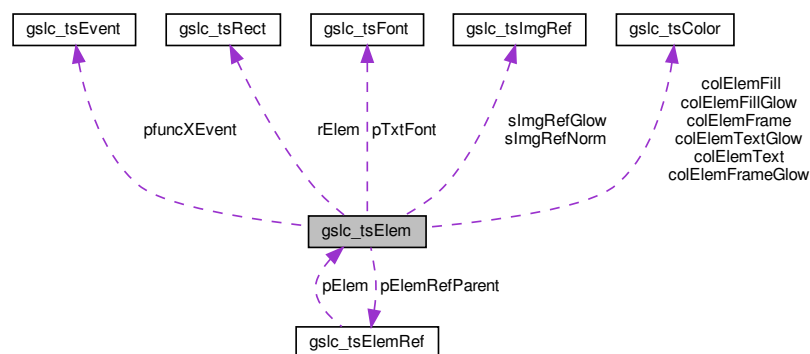 gslc_tsEvent
gslc_tsRect
gslc_tsFont
gslc_tsImgRef
gslc_tsColor
pfuncXEvent
rElem
pTxtFont
sImgRefGlow
sImgRefNorm
colElemFill
colElemFillGlow
colElemFrame
colElemTextGlow
colElemText
colElemFrameGlow
gslc_tsElem
pElem
pElemRefParent
gslc_tsElemRef